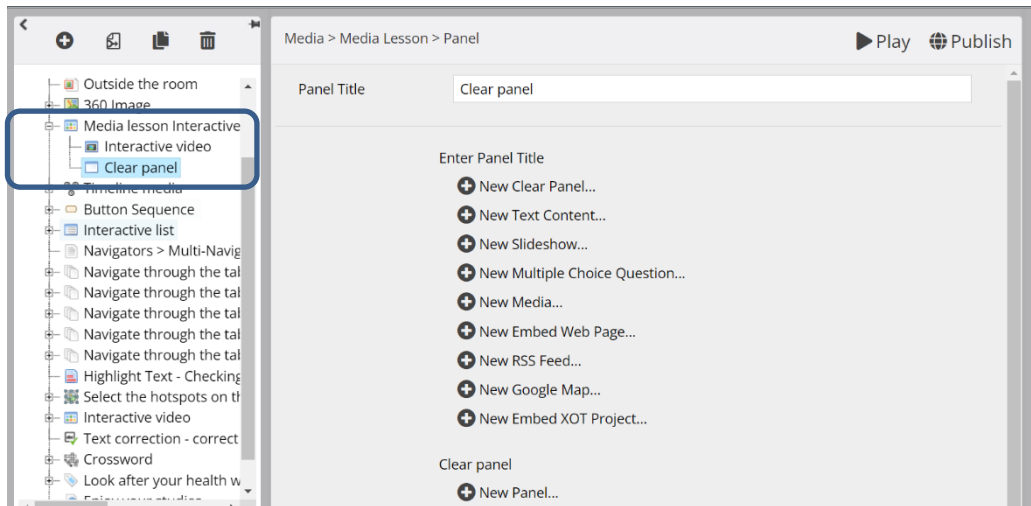 Media > Media Lesson > Panel
Play
Publish
Outside the room
360 Image
Media lesson Interactive
Interactive video
Clear panel
Timeline media
Button Sequence
Interactive list
Navigators > Multi-Navig
Navigate through the tal
Navigate through the tal
Navigate through the tal
Navigate through the tal
Navigate through the tal
Highlight Text - Checking
Select the hotspots on th
Interactive video
Text correction - correct
Crossword
Look after your health w
Enjoy your studies
Panel Title
Clear panel
Enter Panel Title
New Clear Panel...
New Text Content...
New Slideshow...
New Multiple Choice Question...
New Media...
New Embed Web Page...
New RSS Feed...
New Google Map...
New Embed XOT Project...
Clear panel
New Panel...